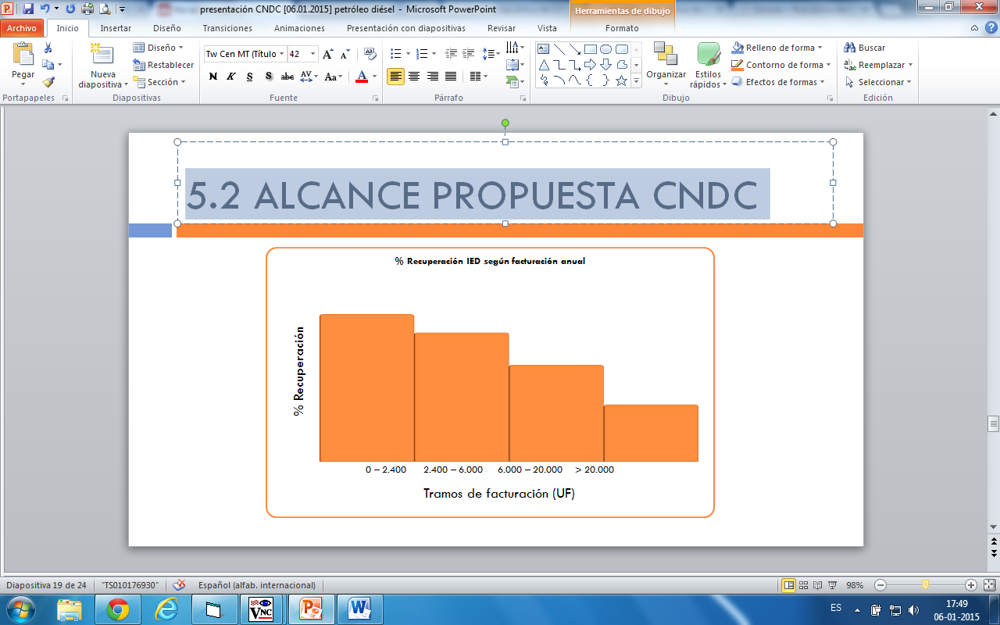 presentación CNDC [06.01.2015] petróleo diésel - Microsoft PowerPoint
Herramientas de dibujo
Archivo Inicio Insertar Diseño Transiciones Animaciones Presentación con diapositivas Revisar Vista Formato
Pegar
Portapapeles
Nueva diapositiva
Diseño
Restablecer
Sección
Diapositivas
Tw Cen MT (Título 42
N K S S abc AV Aa A
Fuente
Párrafo
Organizar
Estilos rápidos
Relleno de forma
Contorno de forma
Efectos de formas
Dibujo
Buscar
Reemplazar
Seleccionar
Edición
5.2 ALCANCE PROPUESTA CNDC
% Recuperación IED según facturación anual
% Recuperación
0 – 2.400 2.400 – 6.000 6.000 – 20.000 > 20.000
Tramos de facturación (UF)
Diapositiva 19 de 24 "TS010176930" Español (alfab. internacional) 98%
VNC
ES
17:49
06-01-2015